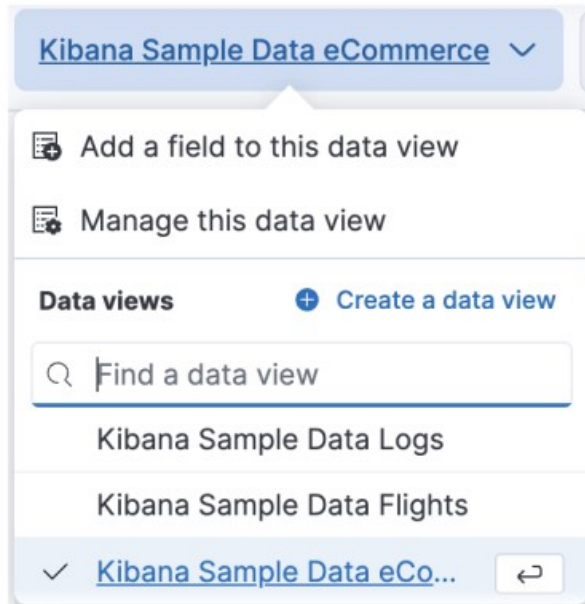 Kibana Sample Data eCommerce
Add a field to this data view
Manage this data view
Data views Create a data view
Find a data view
Kibana Sample Data Logs
Kibana Sample Data Flights
Kibana Sample Data eCo...